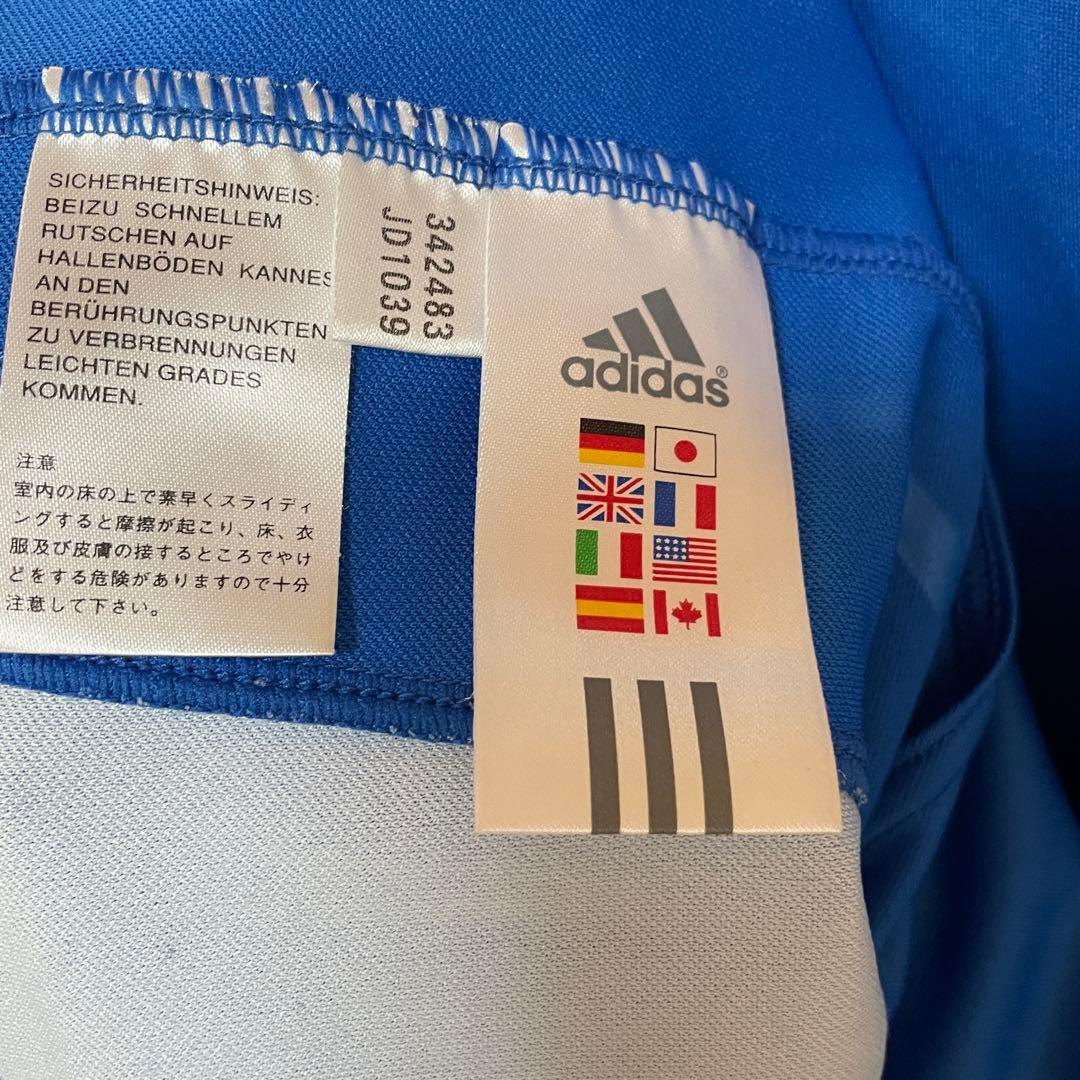 SICHERHEITSHINWEIS:
BEIZU SCHNELLEM
RUTSCHEN AUF
HALLENBÖDEN KANNES
AN DEN
BERÜHRUNGSPUNKTEN
ZU VERBRENNUNGEN
LEICHTEN GRADES
KOMMEN.
注意
室内の床の上で素早くスライディ
ングすると摩擦が起こり、床、衣
服及び皮膚の接するところでやけ
どをする危険がありますので十分
注意して下さい。
342483
JD1039
adidas®